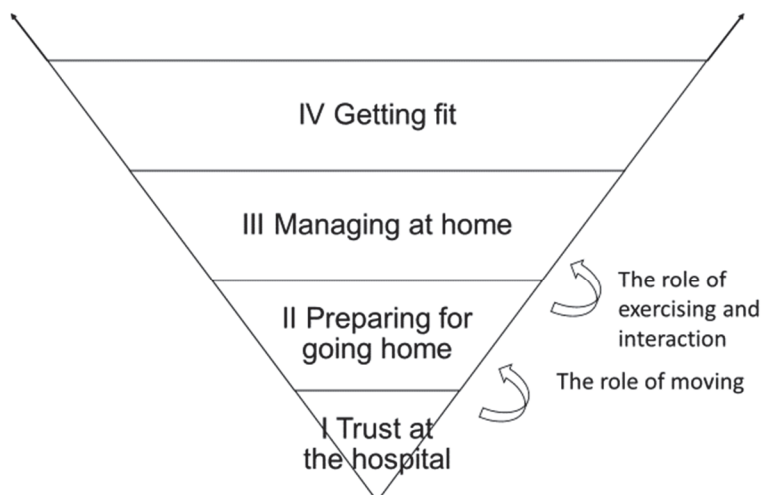 IV Getting fit
III Managing at home
The role of
exercising and
interaction
II Preparing for
going home
The role of moving
I Trust at
the hospital